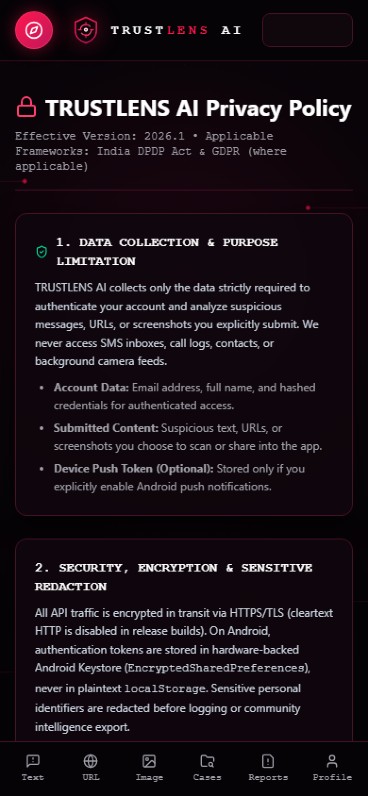 TRUSTLENS AI
TRUSTLENS AI Privacy Policy
Effective Version: 2026.1 • Applicable
Frameworks: India DPDP Act & GDPR (where
applicable)
1. DATA COLLECTION & PURPOSE
LIMITATION
TRUSTLENS AI collects only the data strictly required to
authenticate your account and analyze suspicious
messages, URLs, or screenshots you explicitly submit. We
never access SMS inboxes, call logs, contacts, or
background camera feeds.
• Account Data: Email address, full name, and hashed
credentials for authenticated access.
• Submitted Content: Suspicious text, URLs, or
screenshots you choose to scan or share into the app.
• Device Push Token (Optional): Stored only if you
explicitly enable Android push notifications.
2. SECURITY, ENCRYPTION & SENSITIVE
REDACTION
All API traffic is encrypted in transit via HTTPS/TLS (cleartext
HTTP is disabled in release builds). On Android,
authentication tokens are stored in hardware-backed
Android Keystore (EncryptedSharedPreferences),
never in plaintext localStorage. Sensitive personal
identifiers are redacted before logging or community
intelligence export.
Text URL Image Cases Reports Profile